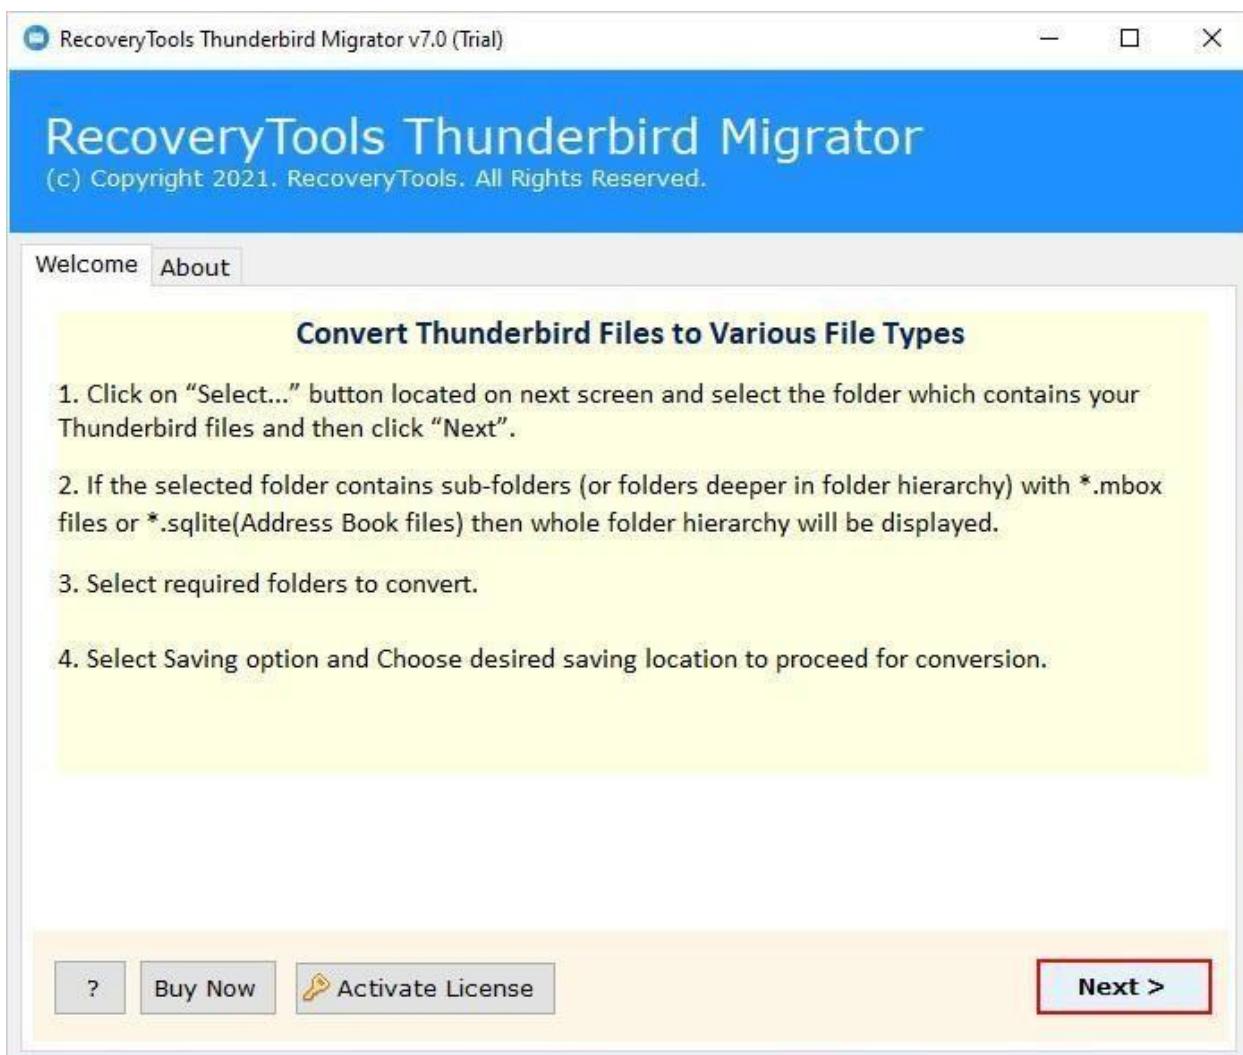 RecoveryTools Thunderbird Migrator v7.0 (Trial)
RecoveryTools Thunderbird Migrator
(c) Copyright 2021. RecoveryTools. All Rights Reserved.
Welcome About
Convert Thunderbird Files to Various File Types
1. Click on “Select...” button located on next screen and select the folder which contains your
Thunderbird files and then click “Next”.
2. If the selected folder contains sub-folders (or folders deeper in folder hierarchy) with *.mbox
files or *.sqlite(Address Book files) then whole folder hierarchy will be displayed.
3. Select required folders to convert.
4. Select Saving option and Choose desired saving location to proceed for conversion.
? Buy Now Activate License Next >